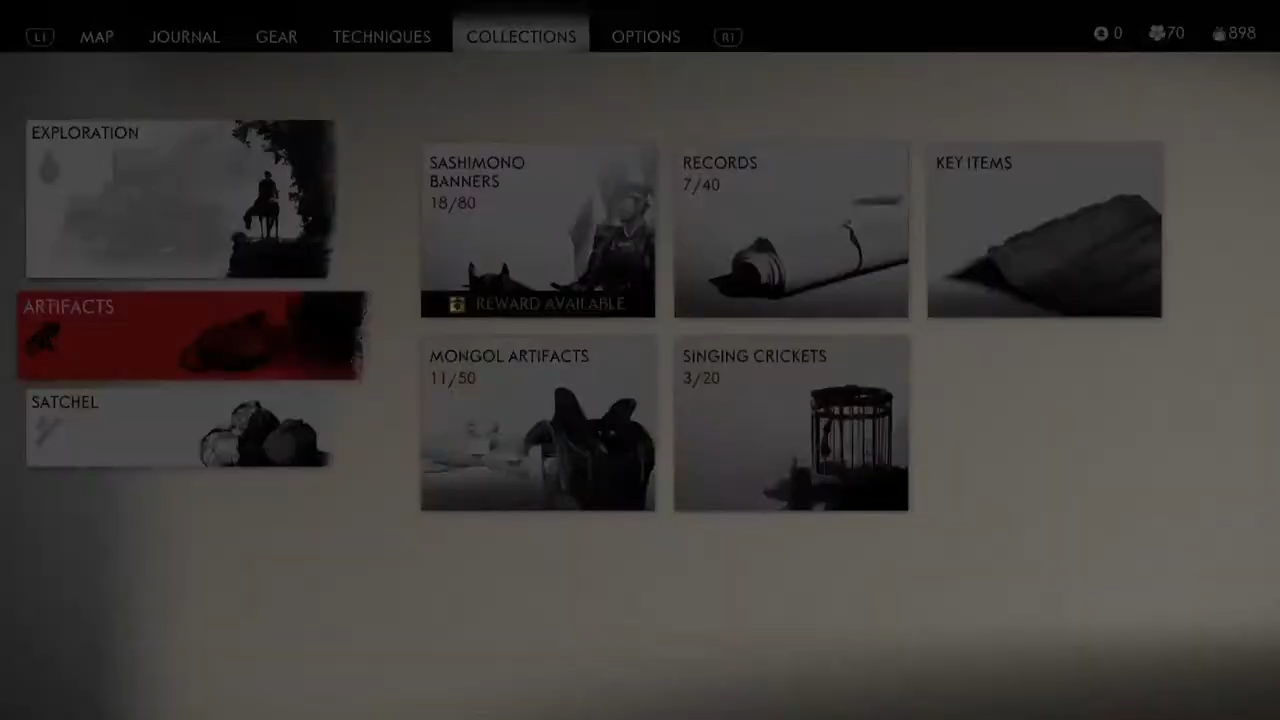 L1 MAP JOURNAL GEAR TECHNIQUES COLLECTIONS OPTIONS R1 0 70 898
EXPLORATION
ARTIFACTS
SATCHEL
SASHIMONO
BANNERS
18/80
REWARD AVAILABLE
RECORDS
7/40
KEY ITEMS
MONGOL ARTIFACTS
11/50
SINGING CRICKETS
3/20